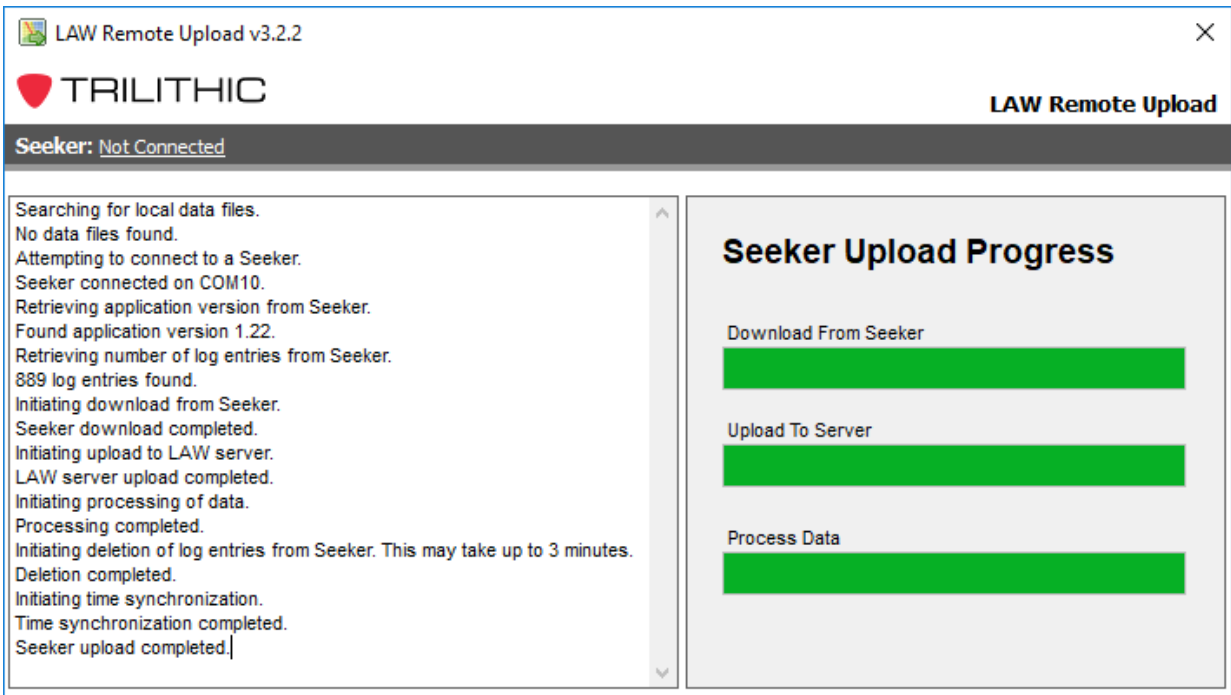 LAW Remote Upload v3.2.2
TRILITHIC
LAW Remote Upload
Seeker: Not Connected
Searching for local data files.
No data files found.
Attempting to connect to a Seeker.
Seeker connected on COM10.
Retrieving application version from Seeker.
Found application version 1.22.
Retrieving number of log entries from Seeker.
889 log entries found.
Initiating download from Seeker.
Seeker download completed.
Initiating upload to LAW server.
LAW server upload completed.
Initiating processing of data.
Processing completed.
Initiating deletion of log entries from Seeker. This may take up to 3 minutes.
Deletion completed.
Initiating time synchronization.
Time synchronization completed.
Seeker upload completed.
Seeker Upload Progress
Download From Seeker
Upload To Server
Process Data